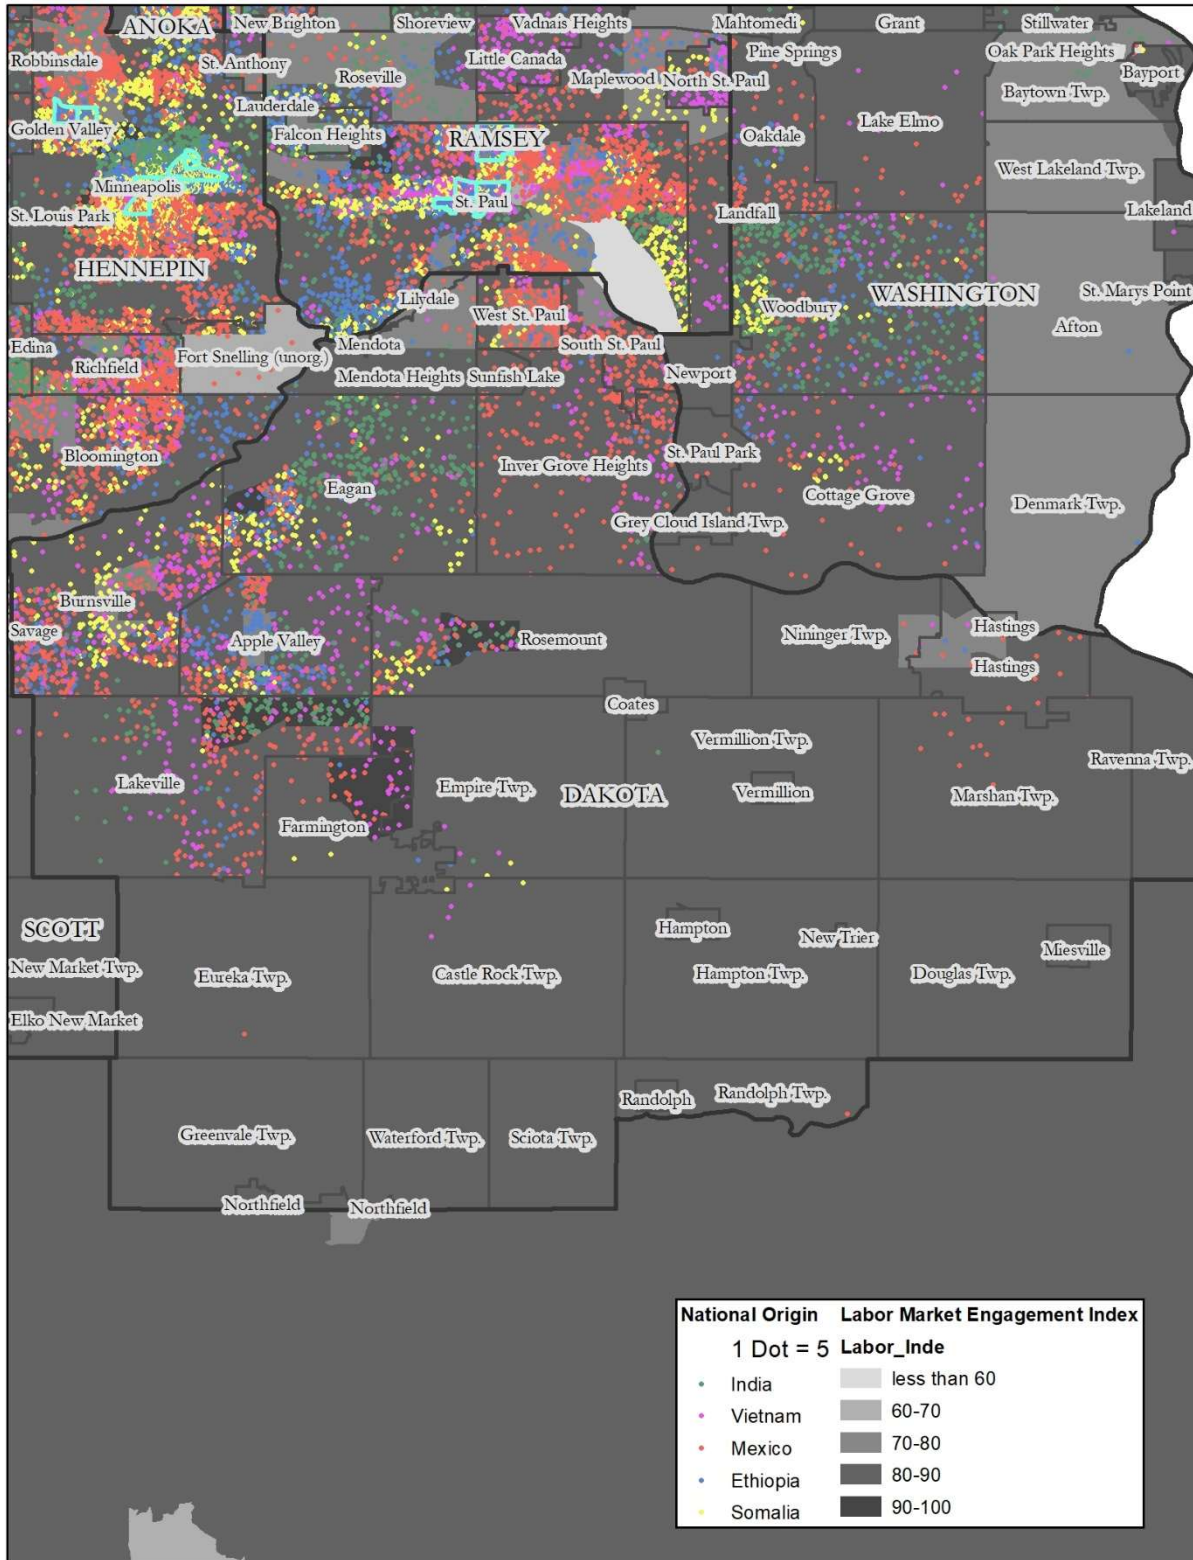 ANOKA
New Brighton
Shoreview
Vadnais Heights
Mahtomedi
Grant
Stillwater
Robbinsdale
St. Anthony
Roseville
Little Canada
Maplewood
North St. Paul
Pine Springs
Oak Park Heights
Bayport
Baytown Twp.
Lauderdale
Golden Valley
Falcon Heights
RAMSEY
Oakdale
Lake Elmo
West Lakeland Twp.
Minneapolis
St. Paul
St. Louis Park
Landfall
Lakeland
HENNEPIN
Lilydale
West St. Paul
Woodbury
WASHINGTON
St. Marys Point
Afton
Edina
Richfield
Fort Snelling (unorg.)
Mendota
South St. Paul
Mendota Heights
Sunfish Lake
Newport
Bloomington
Eagan
Inver Grove Heights
St. Paul Park
Cottage Grove
Denmark Twp.
Grey Cloud Island Twp.
Burnsville
Savage
Apple Valley
Rosemount
Nininger Twp.
Hastings
Hastings
Coates
Vermillion Twp.
Ravenna Twp.
Lakeville
Empire Twp.
DAKOTA
Vermillion
Marshan Twp.
Farmington
SCOTT
Hampton
New Trier
Miesville
New Market Twp.
Eureka Twp.
Castle Rock Twp.
Hampton Twp.
Douglas Twp.
Elko New Market
Randolph
Randolph Twp.
Greenvale Twp.
Waterford Twp.
Sciota Twp.
Northfield
Northfield
National Origin
1 Dot = 5
India
Vietnam
Mexico
Ethiopia
Somalia
Labor Market Engagement Index
Labor_Inde
less than 60
60-70
70-80
80-90
90-100